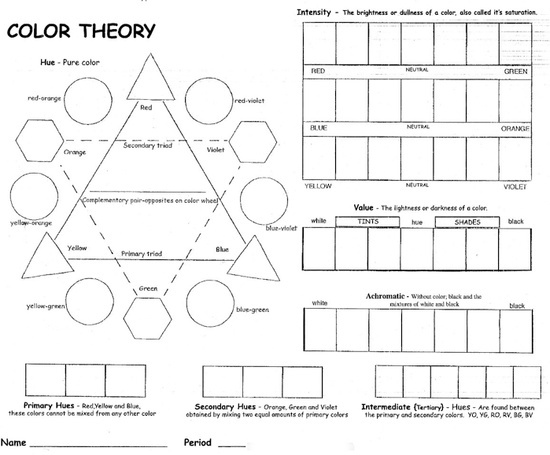 COLOR THEORY
Hue - Pure color
red-orange
Red
red-violet
Orange
Secondary triad
Violet
Complementary pair-opposites on color wheel
yellow-orange
blue-violet
Yellow
Primary triad
Blue
yellow-green
Green
blue-green
Intensity - The brightness or dullness of a color, also called it's saturation.
RED NEUTRAL GREEN
BLUE NEUTRAL ORANGE
YELLOW NEUTRAL VIOLET
Value - The lightness or darkness of a color.
white TINTS hue SHADES black
Achromatic - Without color, black and the
mixtures of white and black
white black
Primary Hues - Red,Yellow and Blue,
these colors cannot be mixed from any other color
Secondary Hues - Orange, Green and Violet
obtained by mixing two equal amounts of primary colors
Intermediate {Tertiary} - Hues - Are found between
the primary and secondary colors. YO, YG, RO, RV, BG, BV
Name
Period